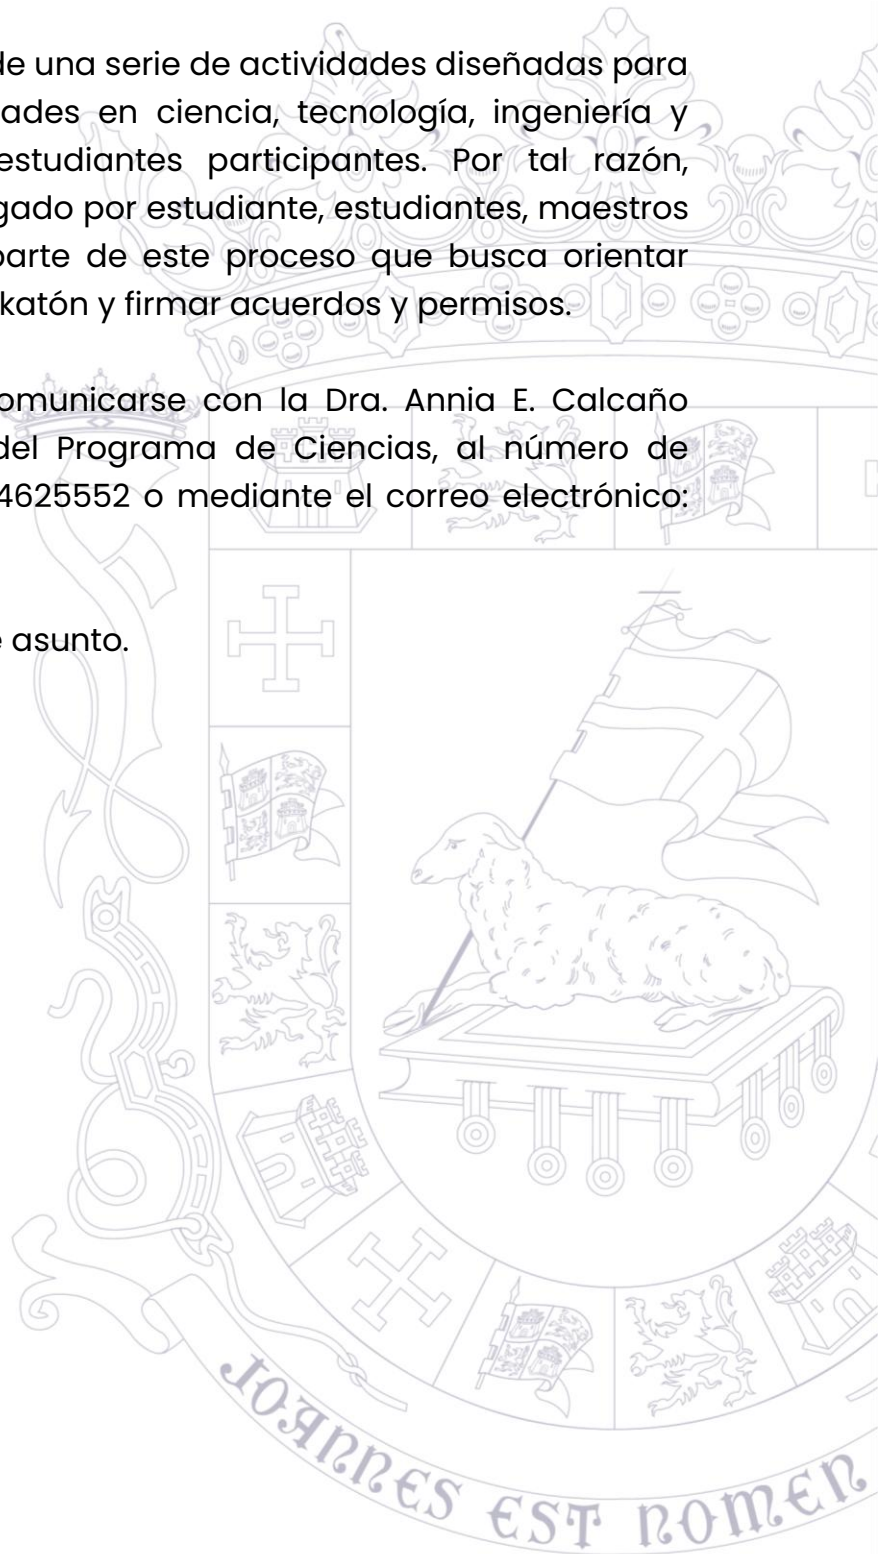 de una serie de actividades diseñadas para
ades en ciencia, tecnología, ingeniería y
estudiantes participantes. Por tal razón,
gado por estudiante, estudiantes, maestros
parte de este proceso que busca orientar
katón y firmar acuerdos y permisos.
omunicarse con la Dra. Annia E. Calcaño
del Programa de Ciencias, al número de
4625552 o mediante el correo electrónico:
e asunto.
JOANNES EST NOMEN